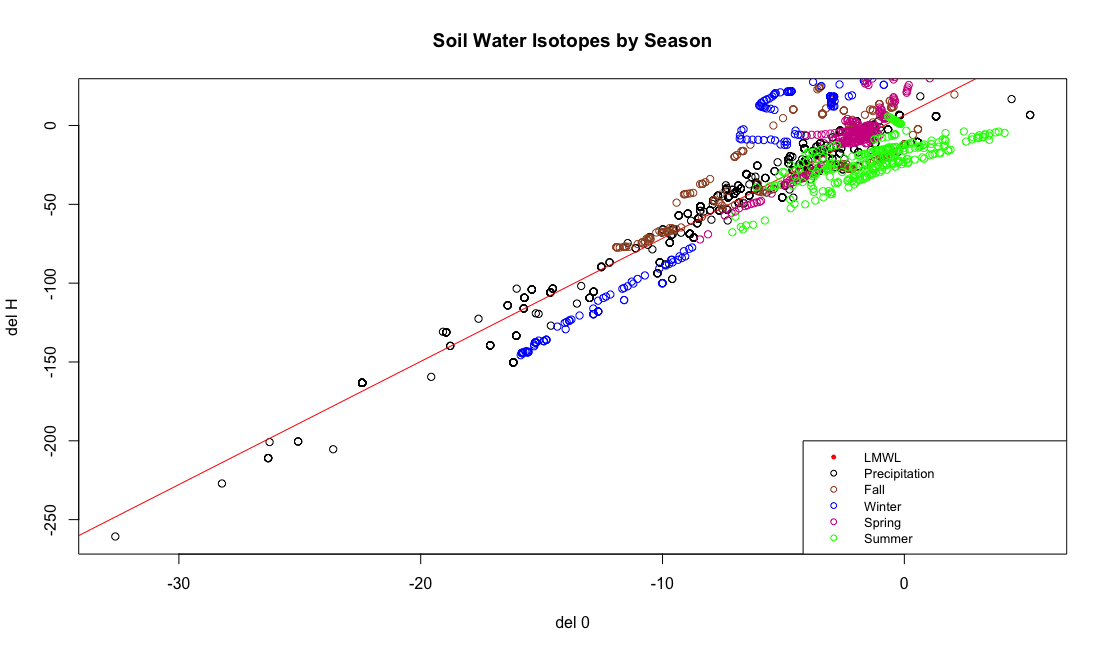 Soil Water Isotopes by Season
del H
0
-50
-100
-150
-200
-250
-30
-20
-10
0
del 0
LMWL
Precipitation
Fall
Winter
Spring
Summer